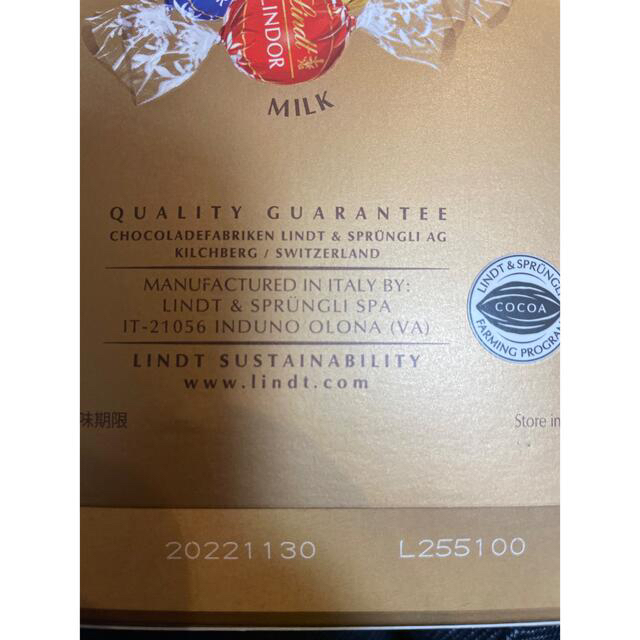 Lindt
LINDOR
MILK
QUALITY GUARANTEE
CHOCOLADEFABRIKEN LINDT & SPRÜNGLI AG
KILCHBERG / SWITZERLAND
MANUFACTURED IN ITALY BY:
LINDT & SPRÜNGLI SPA
IT-21056 INDUNO OLONA (VA)
LINDT SUSTAINABILITY
www.lindt.com
LINDT & SPRÜNGLI
COCOA
FARMING PROGRAM
味期限
Store in
20221130 L255100